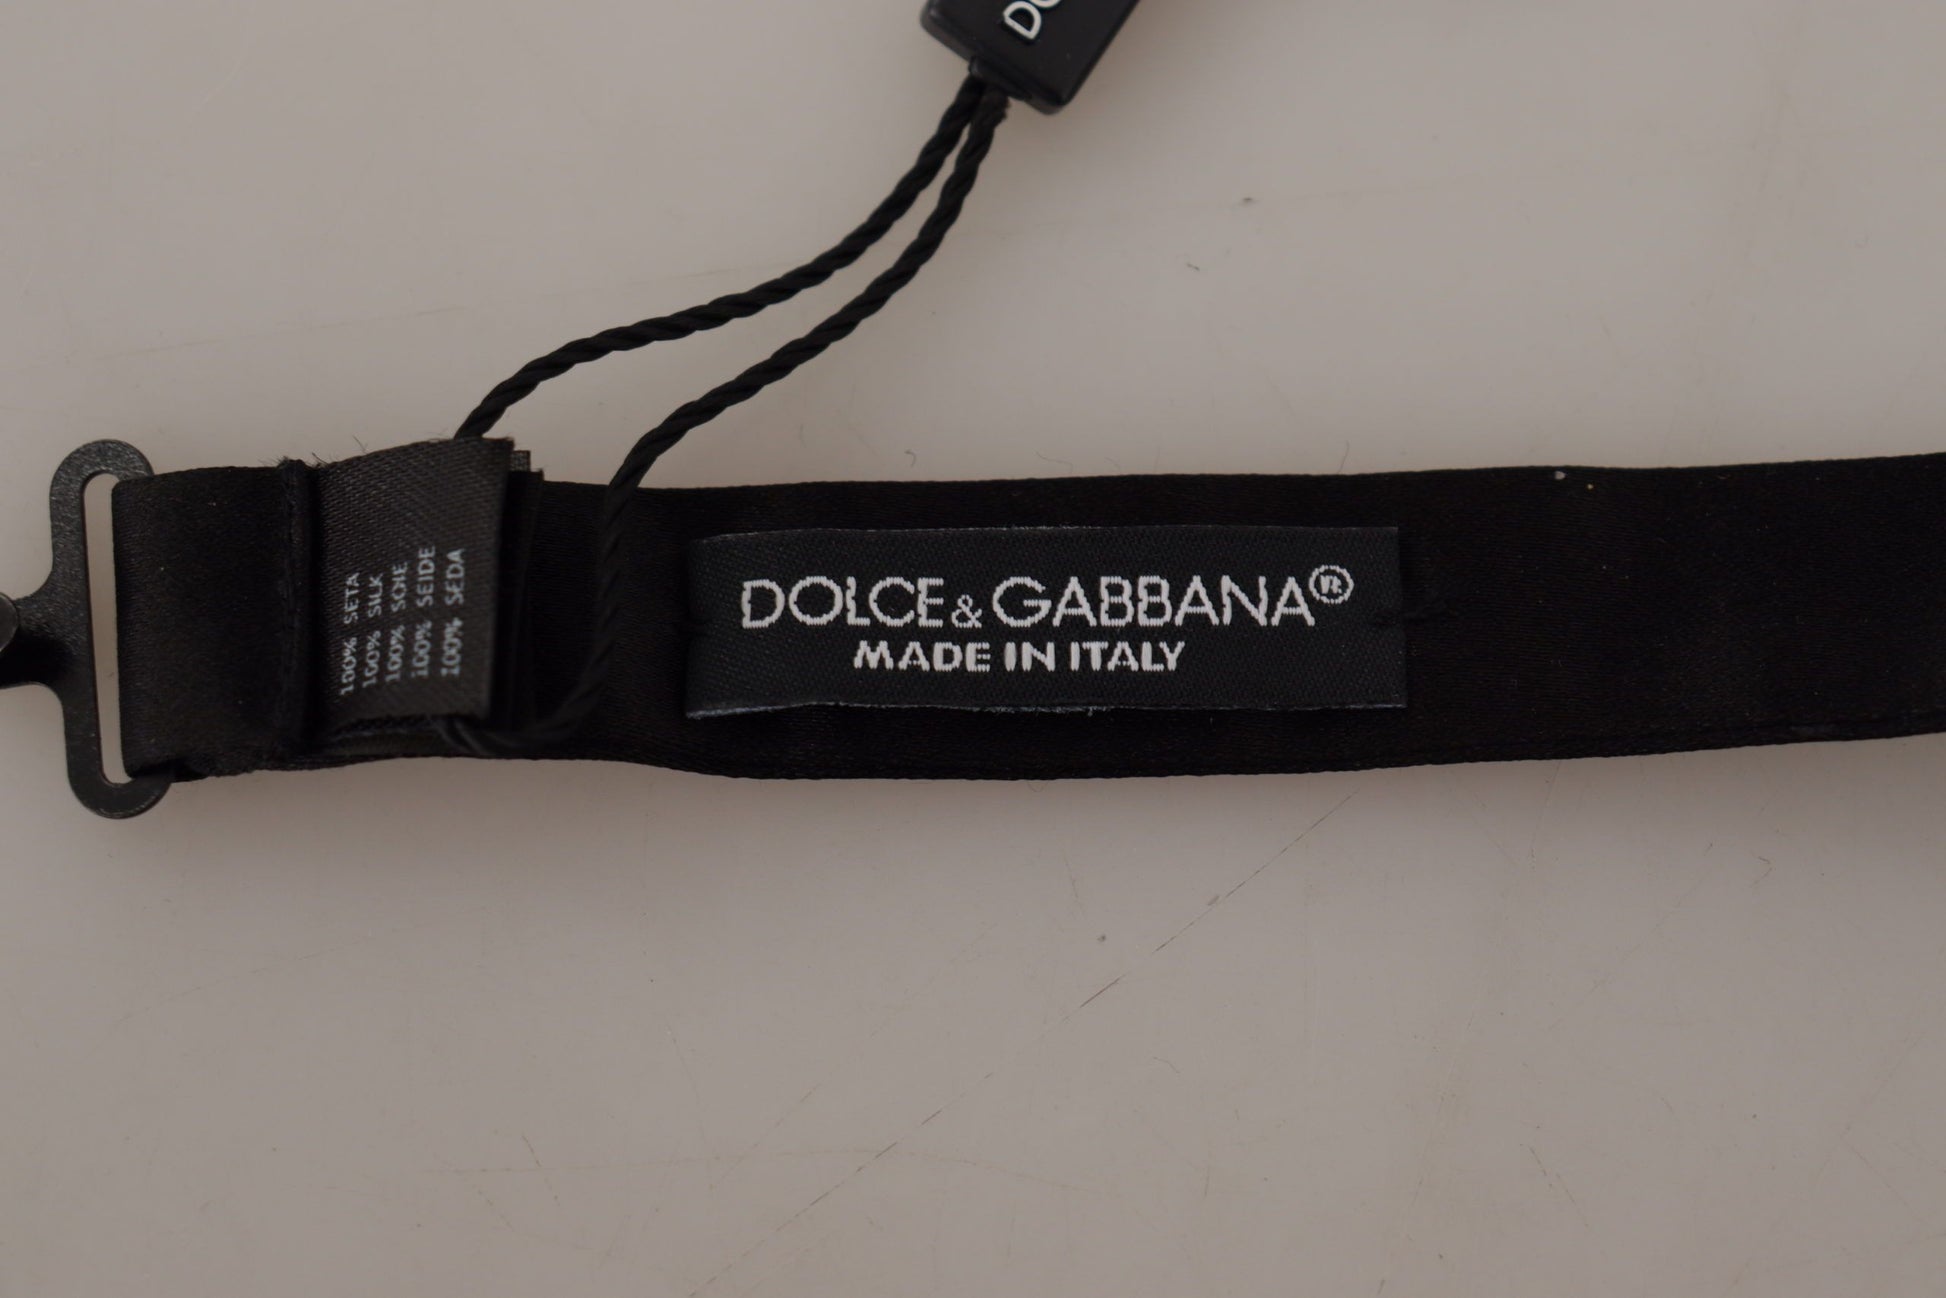 DOLCE & GABBANA®
MADE IN ITALY
100% SETA
100% SILK
100% SOIE
100% SEIDE
100% SEDA